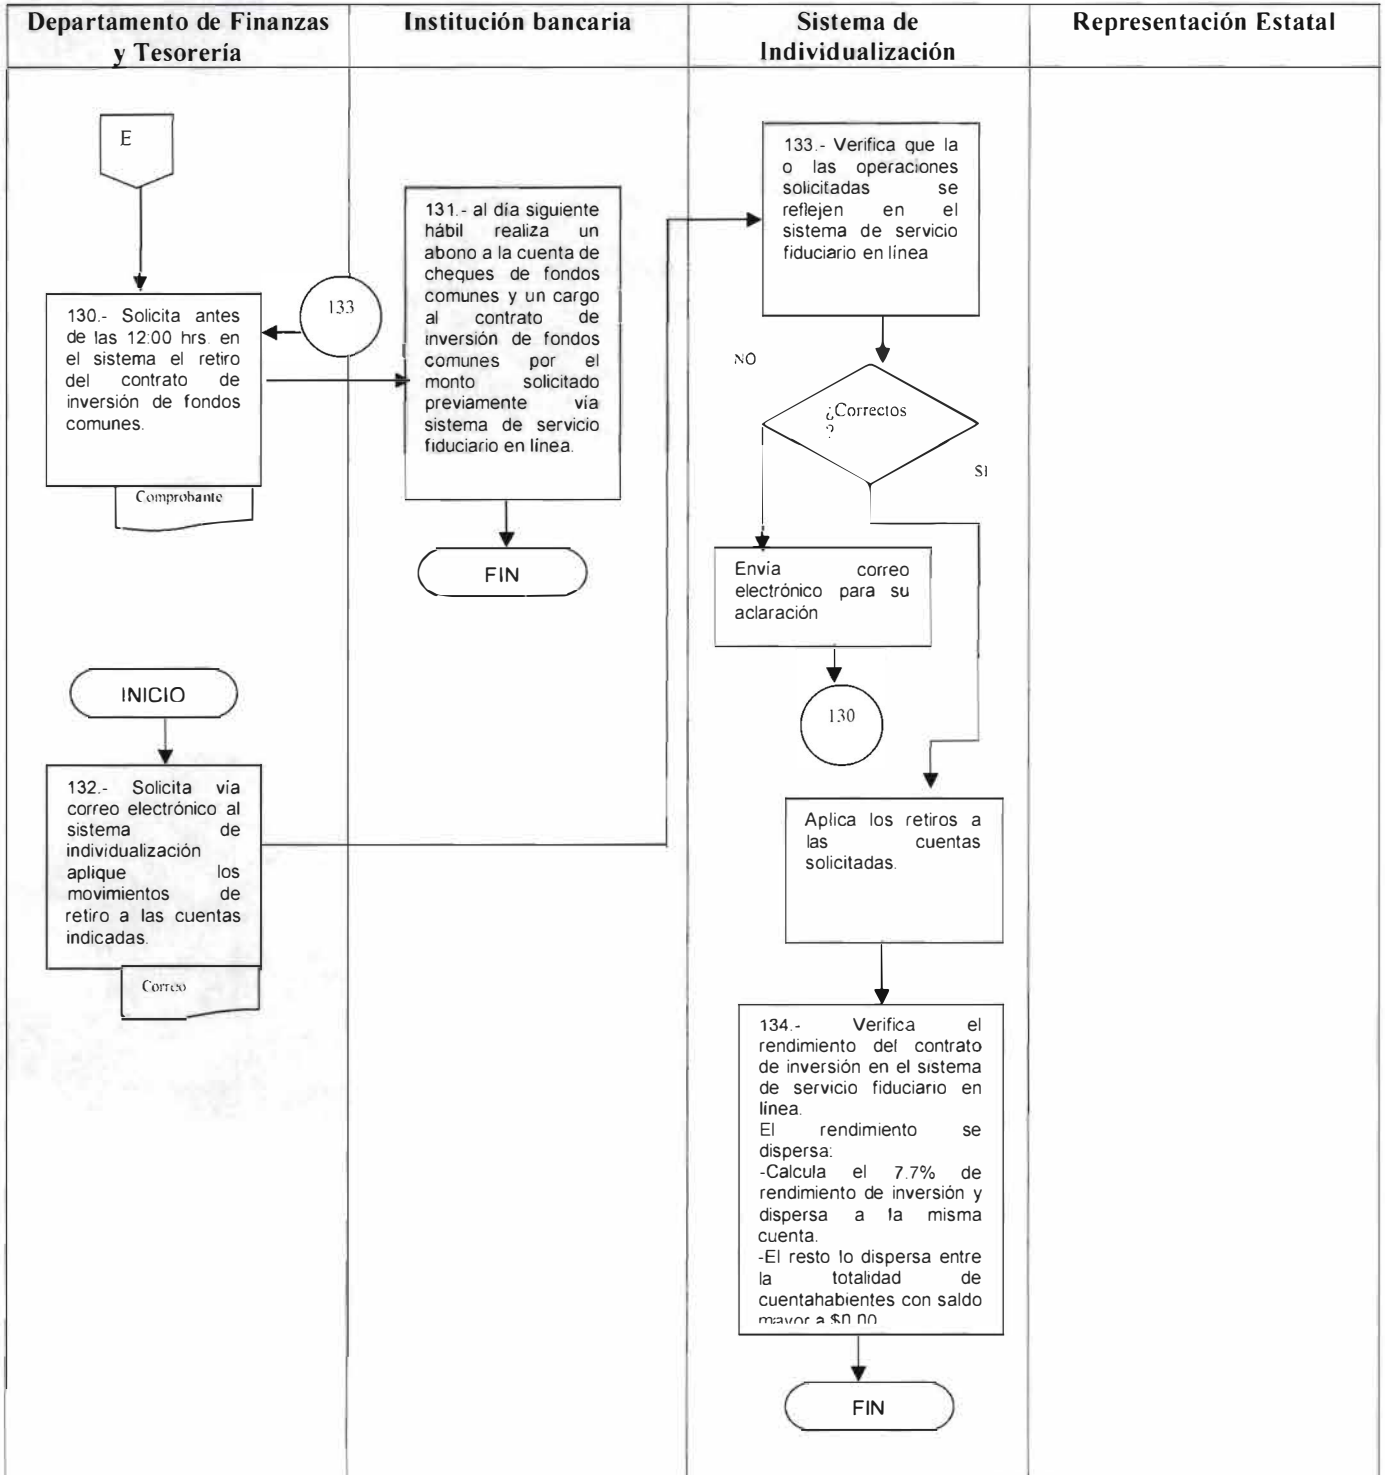 Departamento de Finanzas
y Tesorería
Institución bancaria
Sistema de
Individualización
Representación Estatal
E
130.- Solicita antes
de las 12:00 hrs. en
el sistema el retiro
del contrato de
inversión de fondos
comunes.
Comprobante
133
131.- al día siguiente
hábil realiza un
abono a la cuenta de
cheques de fondos
comunes y un cargo
al contrato de
inversión de fondos
comunes por el
monto solicitado
previamente vía
sistema de servicio
fiduciario en línea.
FIN
INICIO
132.- Solicita vía
correo electrónico al
sistema de
individualización
aplique los
movimientos de
retiro a las cuentas
indicadas.
Correo
133.- Verifica que la
o las operaciones
solicitadas se
reflejen en el
sistema de servicio
fiduciario en línea
NO
¿Correctos
?
SI
Envía correo
electrónico para su
aclaración
130
Aplica los retiros a
las cuentas
solicitadas.
134.- Verifica el
rendimiento del contrato
de inversión en el sistema
de servicio fiduciario en
línea.
El rendimiento se
dispersa:
-Calcula el 7.7% de
rendimiento de inversión y
dispersa a la misma
cuenta.
-El resto lo dispersa entre
la totalidad de
cuentahabientes con saldo
mayor a $0.00
FIN